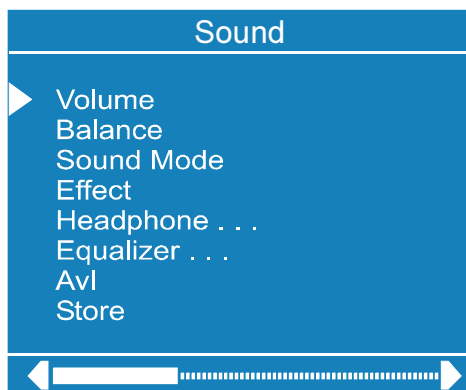 Sound
Volume
Balance
Sound Mode
Effect
Headphone . . .
Equalizer . . .
Avl
Store